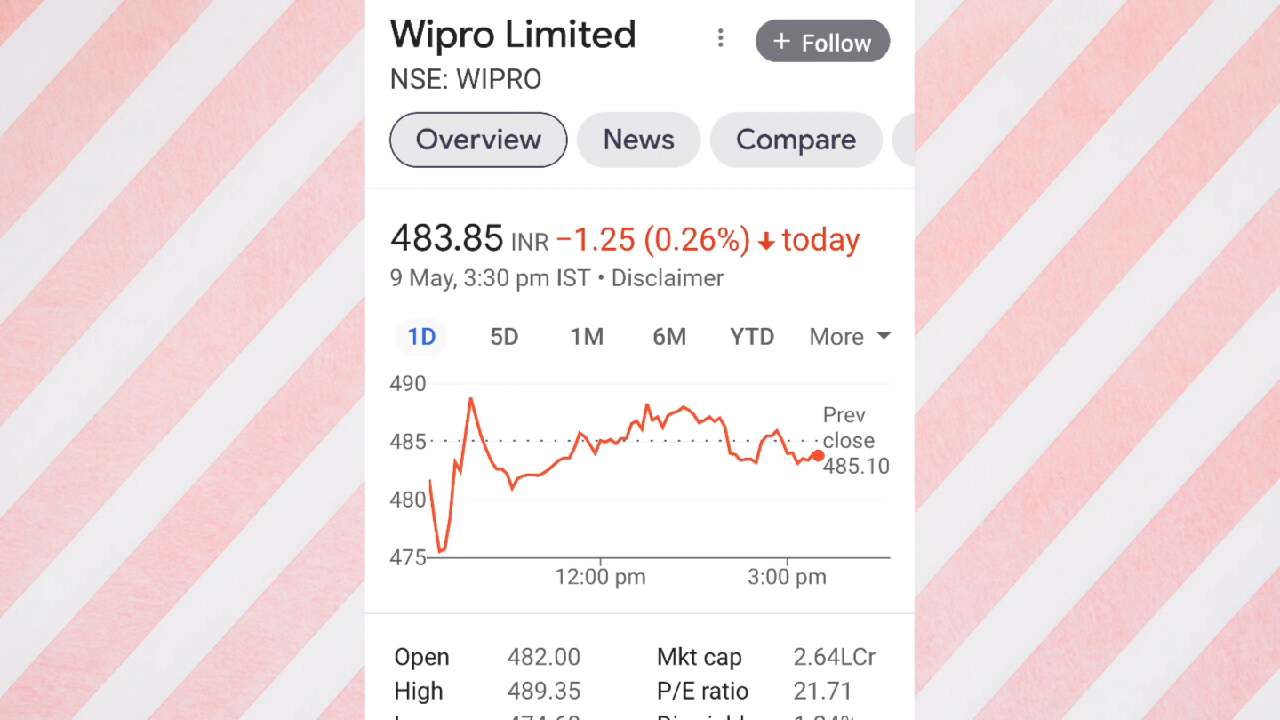 Wipro Limited
+ Follow
NSE: WIPRO
Overview News Compare
483.85 INR −1.25 (0.26%) ↓ today
9 May, 3:30 pm IST • Disclaimer
1D 5D 1M 6M YTD More
490
485
480
475
Prev
close
485.10
12:00 pm 3:00 pm
Open 482.00 Mkt cap 2.64LCr
High 489.35 P/E ratio 21.71